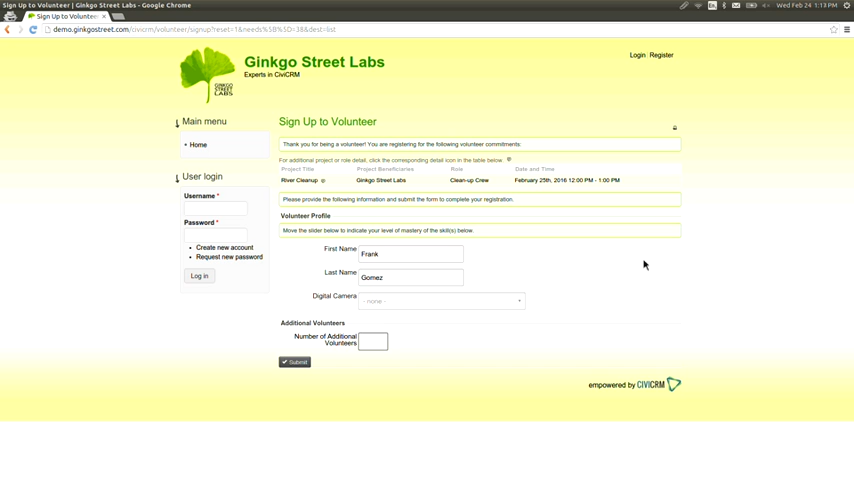 Sign Up to Volunteer | Ginkgo Street Labs - Google Chrome
En
Wed Feb 24 1:13 PM
Sign Up to Volunteer
demo.ginkgostreet.com/civicrm/volunteer/signup?reset=1&needs%5B%5D=38&dest=list
Ginkgo Street Labs
Experts in CiviCRM
GINKGO
STREET
LABS
Login Register
Main menu
Home
User login
Username *
Password *
Create new account
Request new password
Log in
Sign Up to Volunteer
Thank you for being a volunteer! You are registering for the following volunteer commitments:
For additional project or role detail, click the corresponding detail icon in the table below.
Project Title Project Beneficiaries Role Date and Time
River Cleanup Ginkgo Street Labs Clean-up Crew February 25th, 2016 12:00 PM - 1:00 PM
Please provide the following information and submit the form to complete your registration.
Volunteer Profile
Move the slider below to indicate your level of mastery of the skill(s) below.
First Name Frank
Last Name Gomez
Digital Camera - none -
Additional Volunteers
Number of Additional
Volunteers
Submit
empowered by CIVICRM